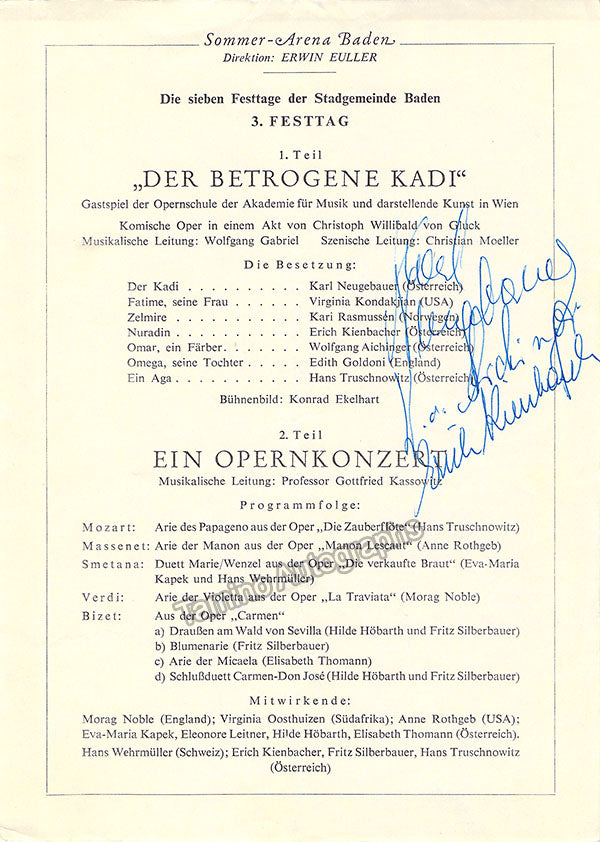 Sommer-Arena Baden
Direktion: ERWIN EULLER
Die sieben Festtage der Stadgemeinde Baden
3. FESTTAG
1. Teil
„DER BETROGENE KADI“
Gastspiel der Opernschule der Akademie für Musik und darstellende Kunst in Wien
Komische Oper in einem Akt von Christoph Willibald von Gluck
Musikalische Leitung: Wolfgang Gabriel Szenische Leitung: Christian Moeller
Die Besetzung:
Der Kadi . . . . . . . . . . Karl Neugebauer (Österreich)
Fatime, seine Frau . . . . . . Virginia Kondakjian (USA)
Zelmire . . . . . . . . . . Kari Rasmussen (Norwegen)
Nuradin . . . . . . . . . . Erich Kienbacher (Österreich)
Omar, ein Färber . . . . . . . Wolfgang Aichinger (Österreich)
Omega, seine Tochter . . . . . Edith Goldoni (England)
Ein Aga . . . . . . . . . . Hans Truschnowitz (Österreich)
Bühnenbild: Konrad Ekelhart
Karl
Neugebauer
Erich Kienbacher
2. Teil
EIN OPERNKONZERT
Musikalische Leitung: Professor Gottfried Kassowitz
Programmfolge:
Mozart: Arie des Papageno aus der Oper „Die Zauberflöte“ (Hans Truschnowitz)
Massenet: Arie der Manon aus der Oper „Manon Lescaut“ (Anne Rothgeb)
Smetana: Duett Marie/Wenzel aus der Oper „Die verkaufte Braut“ (Eva-Maria
Kapek und Hans Wehrmüller)
Verdi: Arie der Violetta aus der Oper „La Traviata“ (Morag Noble)
Bizet: Aus der Oper „Carmen“
a) Draußen am Wald von Sevilla (Hilde Höbarth und Fritz Silberbauer)
b) Blumenarie (Fritz Silberbauer)
c) Arie der Micaela (Elisabeth Thomann)
d) Schlußduett Carmen-Don José (Hilde Höbarth und Fritz Silberbauer)
Tamino Autographs
Mitwirkende:
Morag Noble (England); Virginia Oosthuizen (Südafrika); Anne Rothgeb (USA);
Eva-Maria Kapek, Eleonore Leitner, Hilde Höbarth, Elisabeth Thomann (Österreich).
Hans Wehrmüller (Schweiz); Erich Kienbacher, Fritz Silberbauer, Hans Truschnowitz
(Österreich)